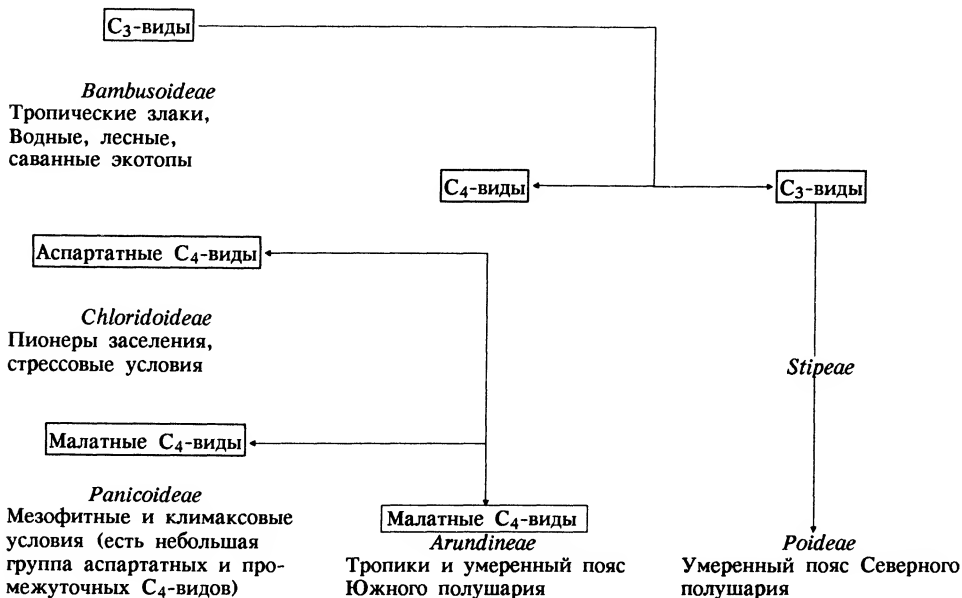 C₃-виды
Bambusoideae
Тропические злаки,
Водные, лесные,
саванные экотопы
C₄-виды
C₃-виды
Аспартатные C₄-виды
Chloridoideae
Пионеры заселения,
стрессовые условия
Stipeae
Малатные C₄-виды
Panicoideae
Мезофитные и климаксовые
условия (есть небольшая
группа аспартатных и про-
межуточных C₄-видов)
Малатные C₄-виды
Arundineae
Тропики и умеренный пояс
Южного полушария
Poideae
Умеренный пояс Северного
полушария